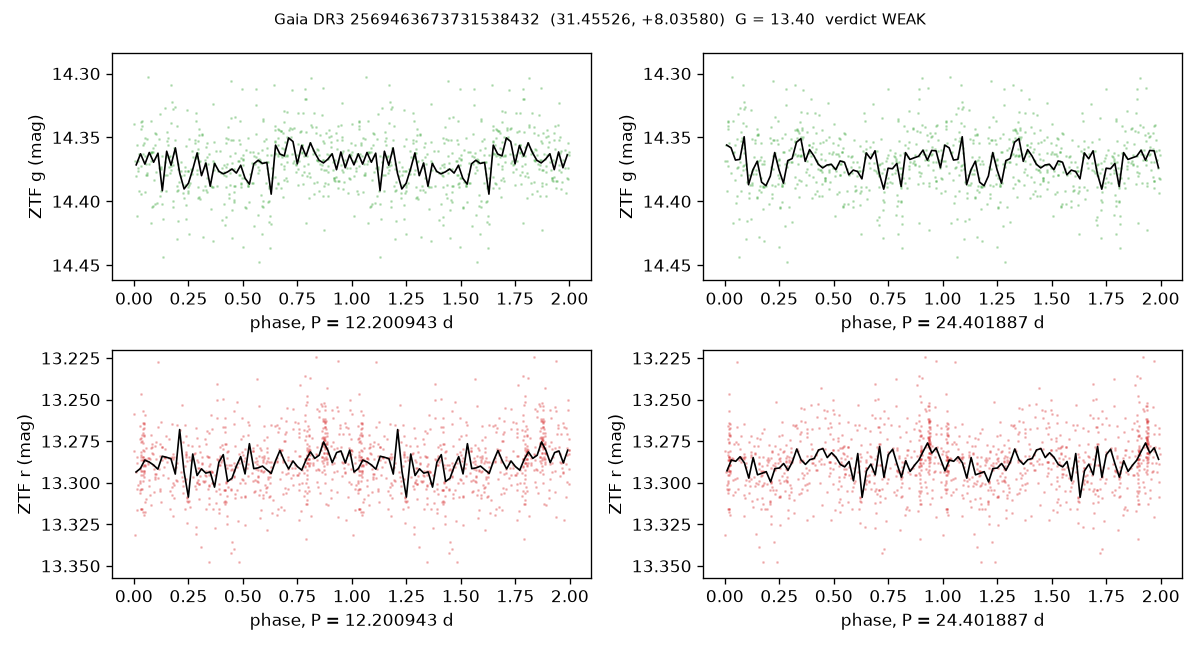 Gaia DR3 2569463673731538432 (31.45526, +8.03580) G = 13.40 verdict WEAK
ZTF g (mag)
14.30
14.35
14.40
14.45
0.00 0.25 0.50 0.75 1.00 1.25 1.50 1.75 2.00
phase, P = 12.200943 d
ZTF g (mag)
14.30
14.35
14.40
14.45
0.00 0.25 0.50 0.75 1.00 1.25 1.50 1.75 2.00
phase, P = 24.401887 d
ZTF r (mag)
13.225
13.250
13.275
13.300
13.325
13.350
0.00 0.25 0.50 0.75 1.00 1.25 1.50 1.75 2.00
phase, P = 12.200943 d
ZTF r (mag)
13.225
13.250
13.275
13.300
13.325
13.350
0.00 0.25 0.50 0.75 1.00 1.25 1.50 1.75 2.00
phase, P = 24.401887 d